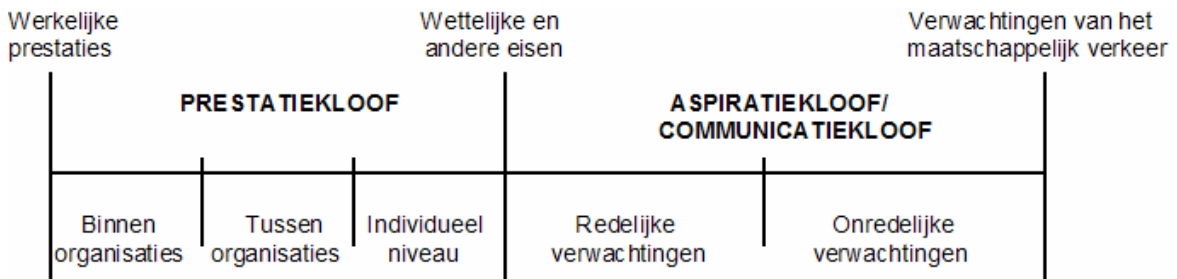 Werkelijke
prestaties
Wettelijke en
andere eisen
Verwachtingen van het
maatschappelijk verkeer
PRESTATIEKLOOF
ASPIRATIEKLOOF/
COMMUNICATIEKLOOF
Binnen
organisaties
Tussen
organisaties
Individueel
niveau
Redelijke
verwachtingen
Onredelijke
verwachtingen